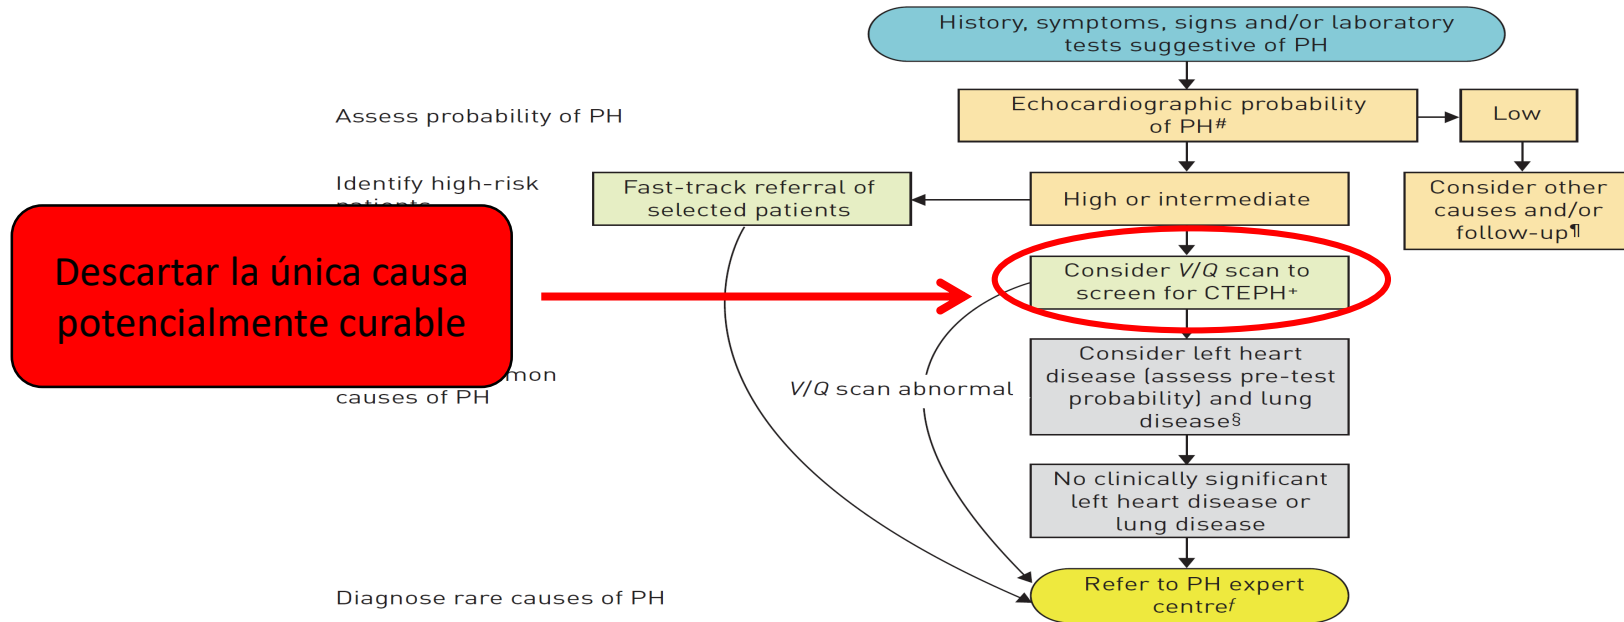 History, symptoms, signs and/or laboratory
tests suggestive of PH
Assess probability of PH
Echocardiographic probability
of PH#
Low
Identify high-risk
Fast-track referral of
selected patients
High or intermediate
Consider other
causes and/or
follow-up¶
Descartar la única causa
potencialmente curable
Consider V/Q scan to
screen for CTEPH+
causes of PH
V/Q scan abnormal
Consider left heart
disease (assess pre-test
probability) and lung
disease§
No clinically significant
left heart disease or
lung disease
Diagnose rare causes of PH
Refer to PH expert
centreƒ